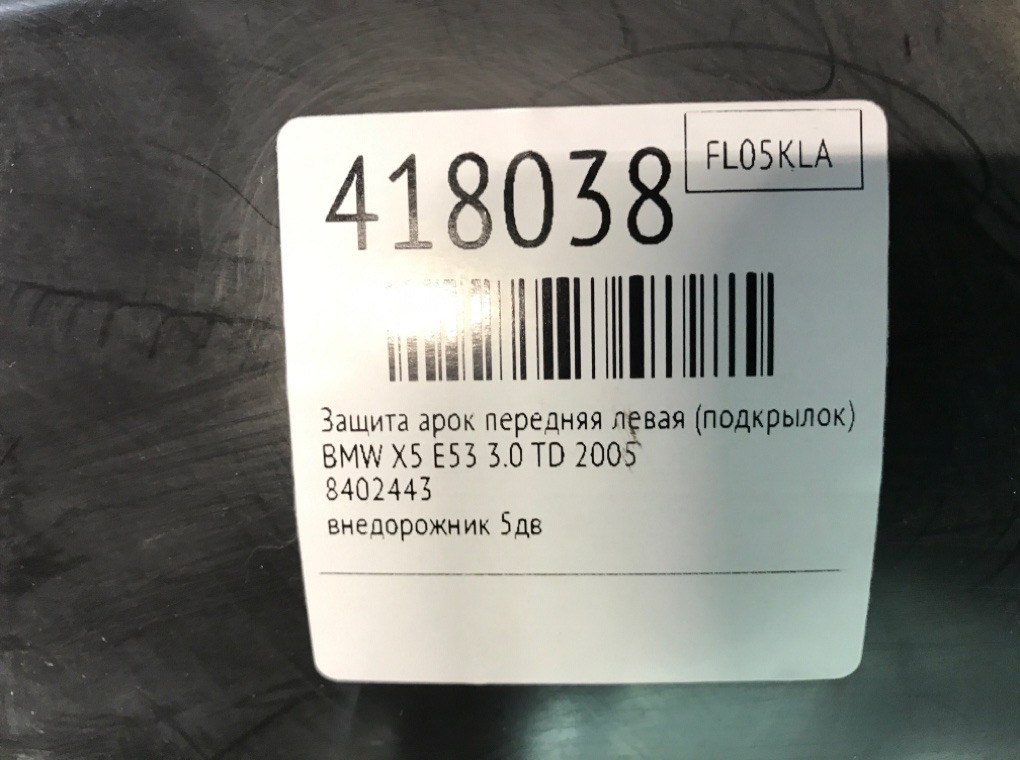 418038
FL05KLA
Защита арок передняя левая (подкрылок)
BMW X5 E53 3.0 TD 2005
8402443
внедорожник 5дв